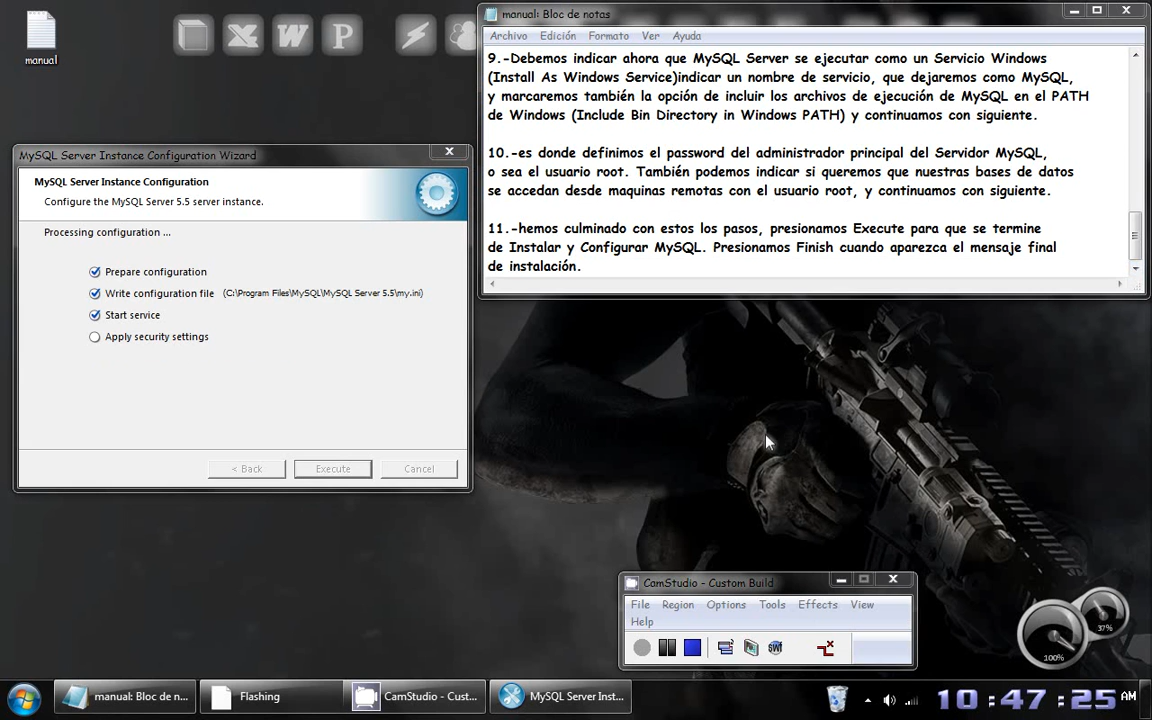 manual
X
W
P
manual: Bloc de notas
Archivo Edición Formato Ver Ayuda
9.-Debemos indicar ahora que MySQL Server se ejecutar como un Servicio Windows
(Install As Windows Service)indicar un nombre de servicio, que dejaremos como MySQL,
y marcaremos también la opción de incluir los archivos de ejecución de MySQL en el PATH
de Windows (Include Bin Directory in Windows PATH) y continuamos con siguiente.
10.-es donde definimos el password del administrador principal del Servidor MySQL,
o sea el usuario root. También podemos indicar si queremos que nuestras bases de datos
se accedan desde maquinas remotas con el usuario root, y continuamos con siguiente.
11.-hemos culminado con estos los pasos, presionamos Execute para que se termine
de Instalar y Configurar MySQL. Presionamos Finish cuando aparezca el mensaje final
de instalación.
MySQL Server Instance Configuration Wizard
MySQL Server Instance Configuration
Configure the MySQL Server 5.5 server instance.
Processing configuration ...
Prepare configuration
Write configuration file (C:\Program Files\MySQL\MySQL Server 5.5\my.ini)
Start service
Apply security settings
< Back Execute Cancel
CamStudio - Custom Build
File Region Options Tools Effects View
Help
SWF
37%
100%
manual: Bloc de n... Flashing CamStudio - Cust... MySQL Server Inst...
10:47:25 AM